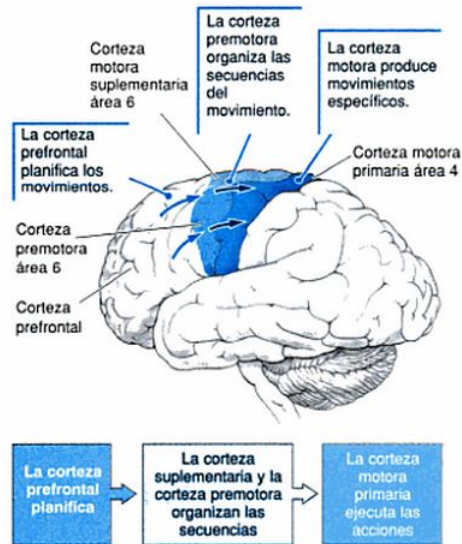 Corteza
motora
suplementaria
área 6
La corteza
premotora
organiza las
secuencias
del
movimiento.
La corteza
motora produce
movimientos
específicos.
La corteza
prefrontal
planifica los
movimientos.
Corteza motora
primaria área 4
Corteza
premotora
área 6
Corteza
prefrontal
La corteza
prefrontal
planifica
La corteza
suplementaria y la
corteza premotora
organizan las
secuencias
La corteza
motora
primaria
ejecuta las
acciones